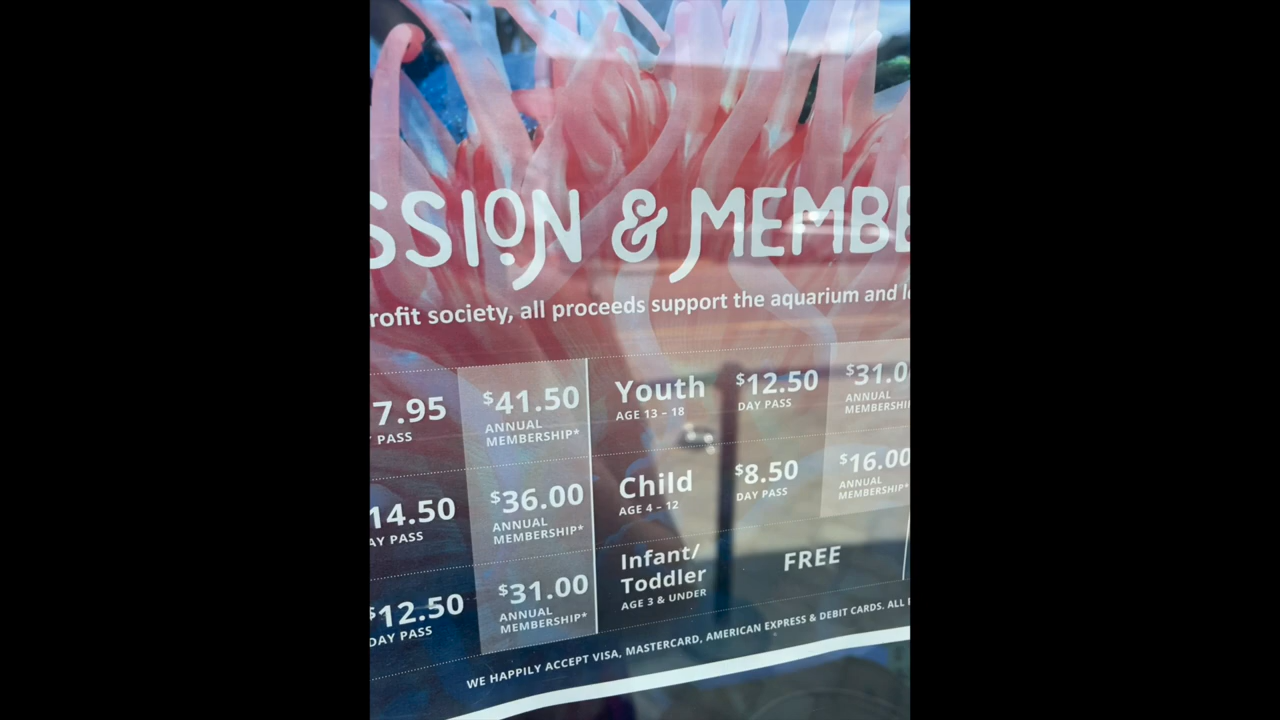 SSION & MEMBE
rofit society, all proceeds support the aquarium and l
7.95 PASS
$41.50 ANNUAL MEMBERSHIP*
Youth AGE 13 – 18
$12.50 DAY PASS
$31.0 ANNUAL MEMBERSHI
14.50 AY PASS
$36.00 ANNUAL MEMBERSHIP*
Child AGE 4 – 12
$8.50 DAY PASS
$16.00 ANNUAL MEMBERSHIP*
$12.50 DAY PASS
$31.00 ANNUAL MEMBERSHIP*
Infant/ Toddler AGE 3 & UNDER
FREE
WE HAPPILY ACCEPT VISA, MASTERCARD, AMERICAN EXPRESS & DEBIT CARDS. ALL